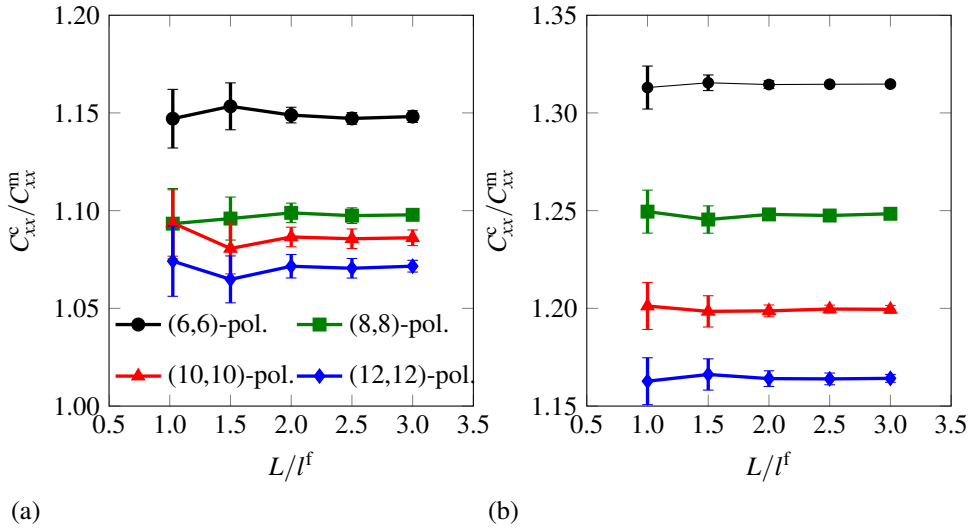 1.20
1.15
1.10
1.05
1.00
C^c_xx/C^m_xx
(6,6)-pol.
(8,8)-pol.
(10,10)-pol.
(12,12)-pol.
0.5
1.0
1.5
2.0
2.5
3.0
3.5
L/l^f
(a)
1.35
1.30
1.25
1.20
1.15
C^c_xx/C^m_xx
0.5
1.0
1.5
2.0
2.5
3.0
3.5
L/l^f
(b)